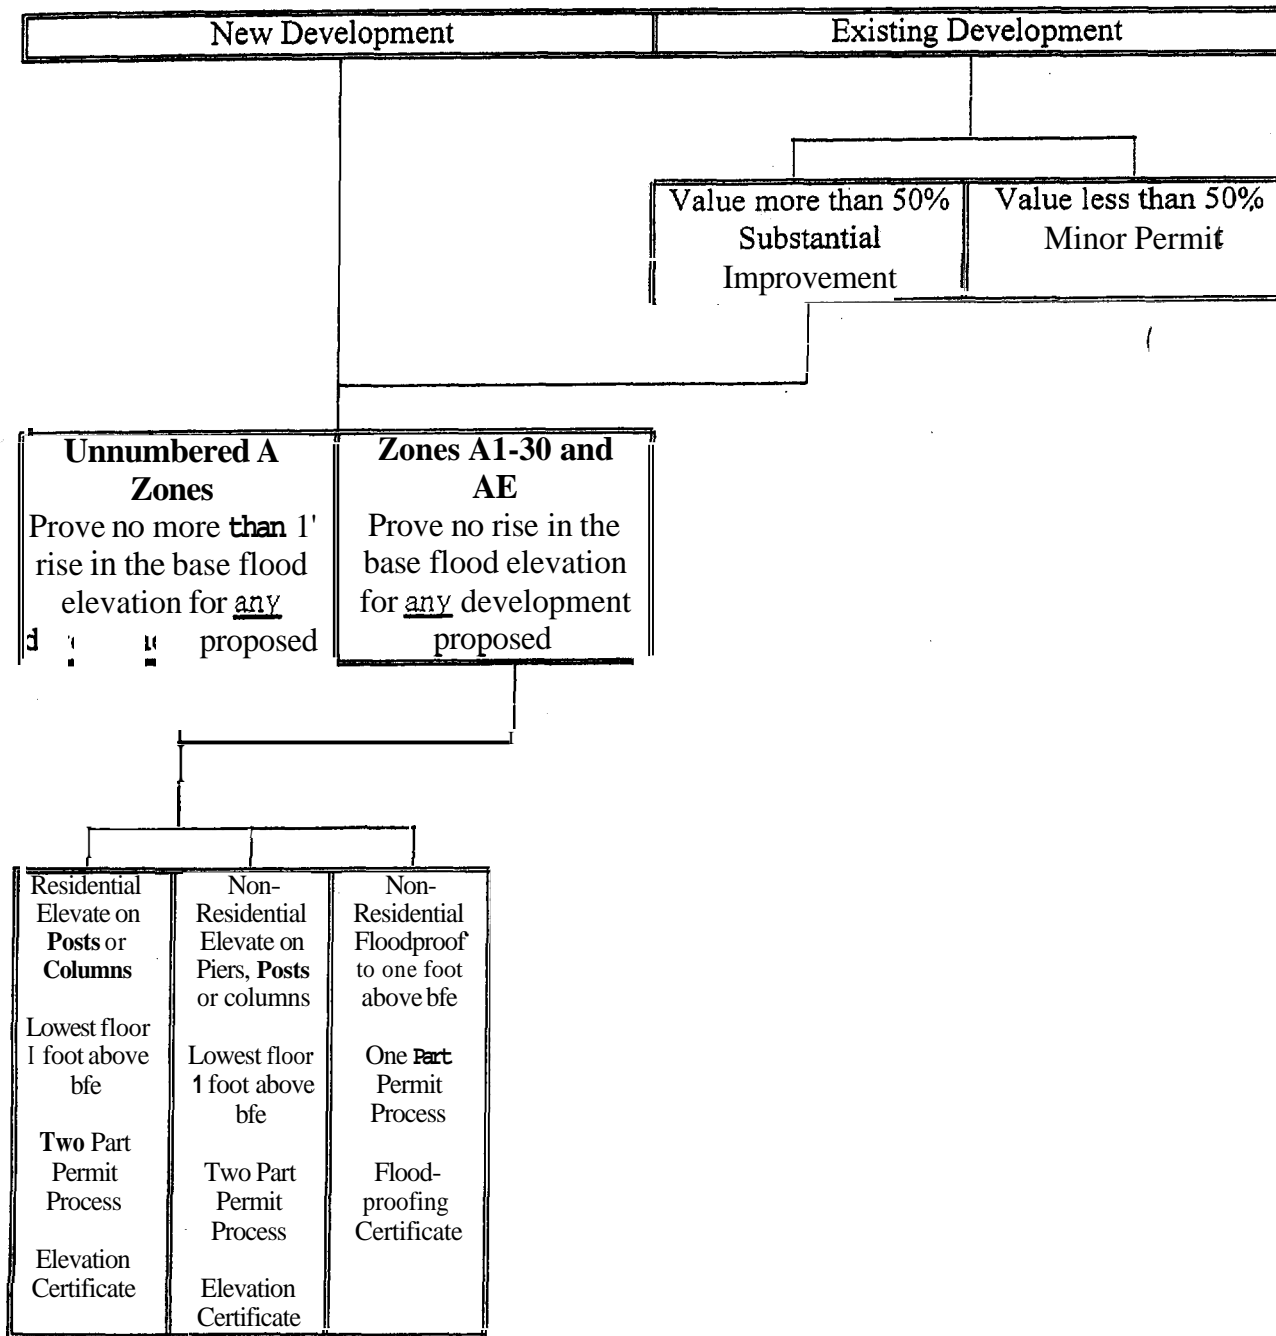 New Development
Existing Development
Value more than 50%
Substantial
Improvement
Value less than 50%
Minor Permit
Unnumbered A
Zones
Prove no more than 1'
rise in the base flood
elevation for any
proposed
Zones A1-30 and
AE
Prove no rise in the
base flood elevation
for any development
proposed
Residential
Elevate on
Posts or
Columns
Lowest floor
1 foot above
bfe
Two Part
Permit
Process
Elevation
Certificate
Non-
Residential
Elevate on
Piers, Posts
or columns
Lowest floor
1 foot above
bfe
Two Part
Permit
Process
Elevation
Certificate
Non-
Residential
Floodproof
to one foot
above bfe
One Part
Permit
Process
Flood-
proofing
Certificate